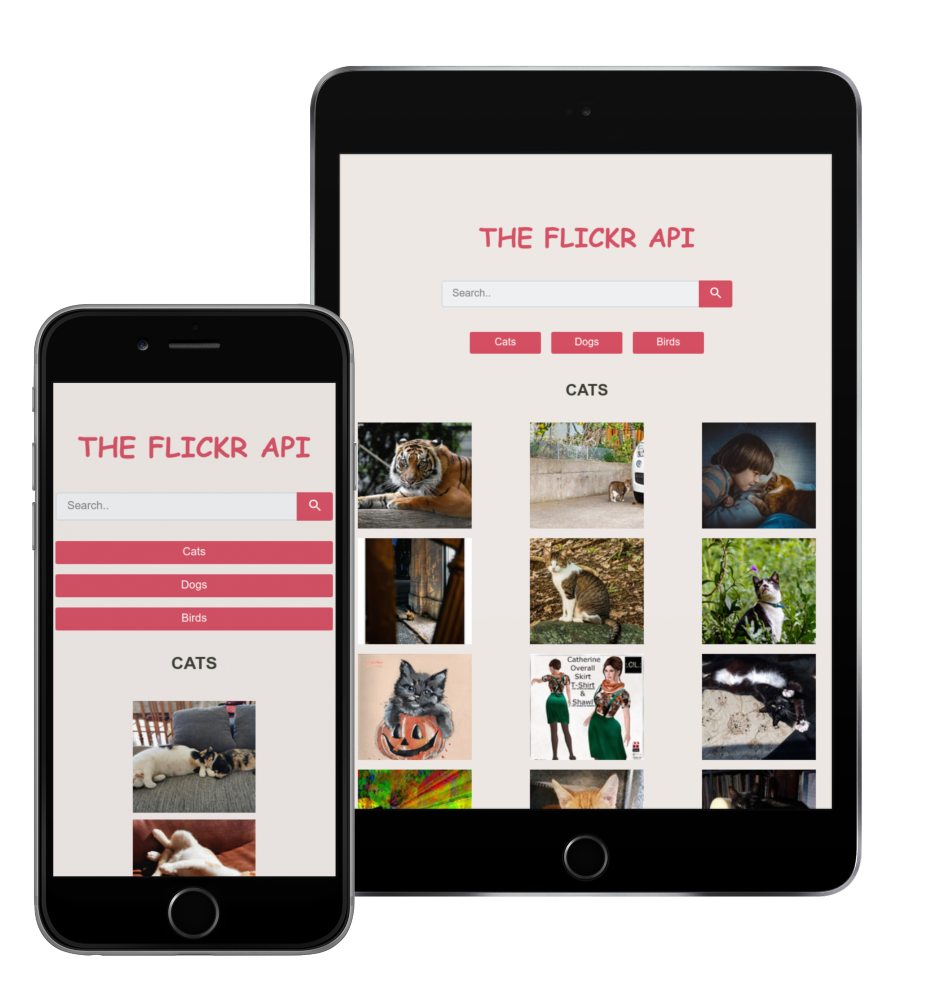 THE FLICKR API
Search..
Cats Dogs Birds
CATS
Catherine
Overall
Skirt
T-Shirt
&
Shawl
THE FLICKR API
Search..
Cats
Dogs
Birds
CATS